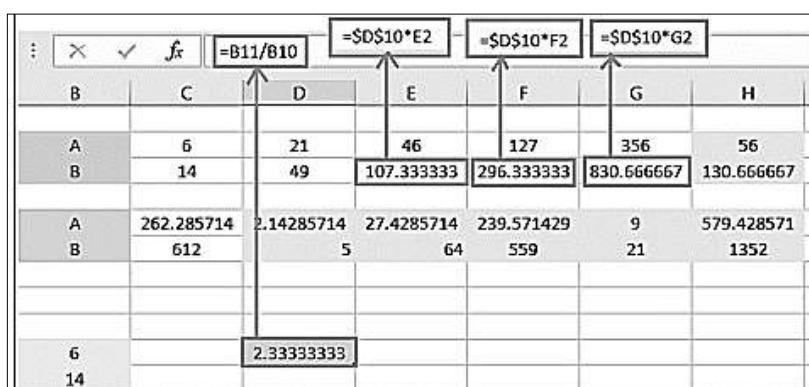 =B11/B10 =$D$10*E2 =$D$10*F2 =$D$10*G2
fx
B C D E F G H
A 6 21 46 127 356 56
B 14 49 107.333333 296.333333 830.666667 130.666667
A 262.285714 2.14285714 27.4285714 239.571429 9 579.428571
B 612 5 64 559 21 1352
6 2.33333333
14